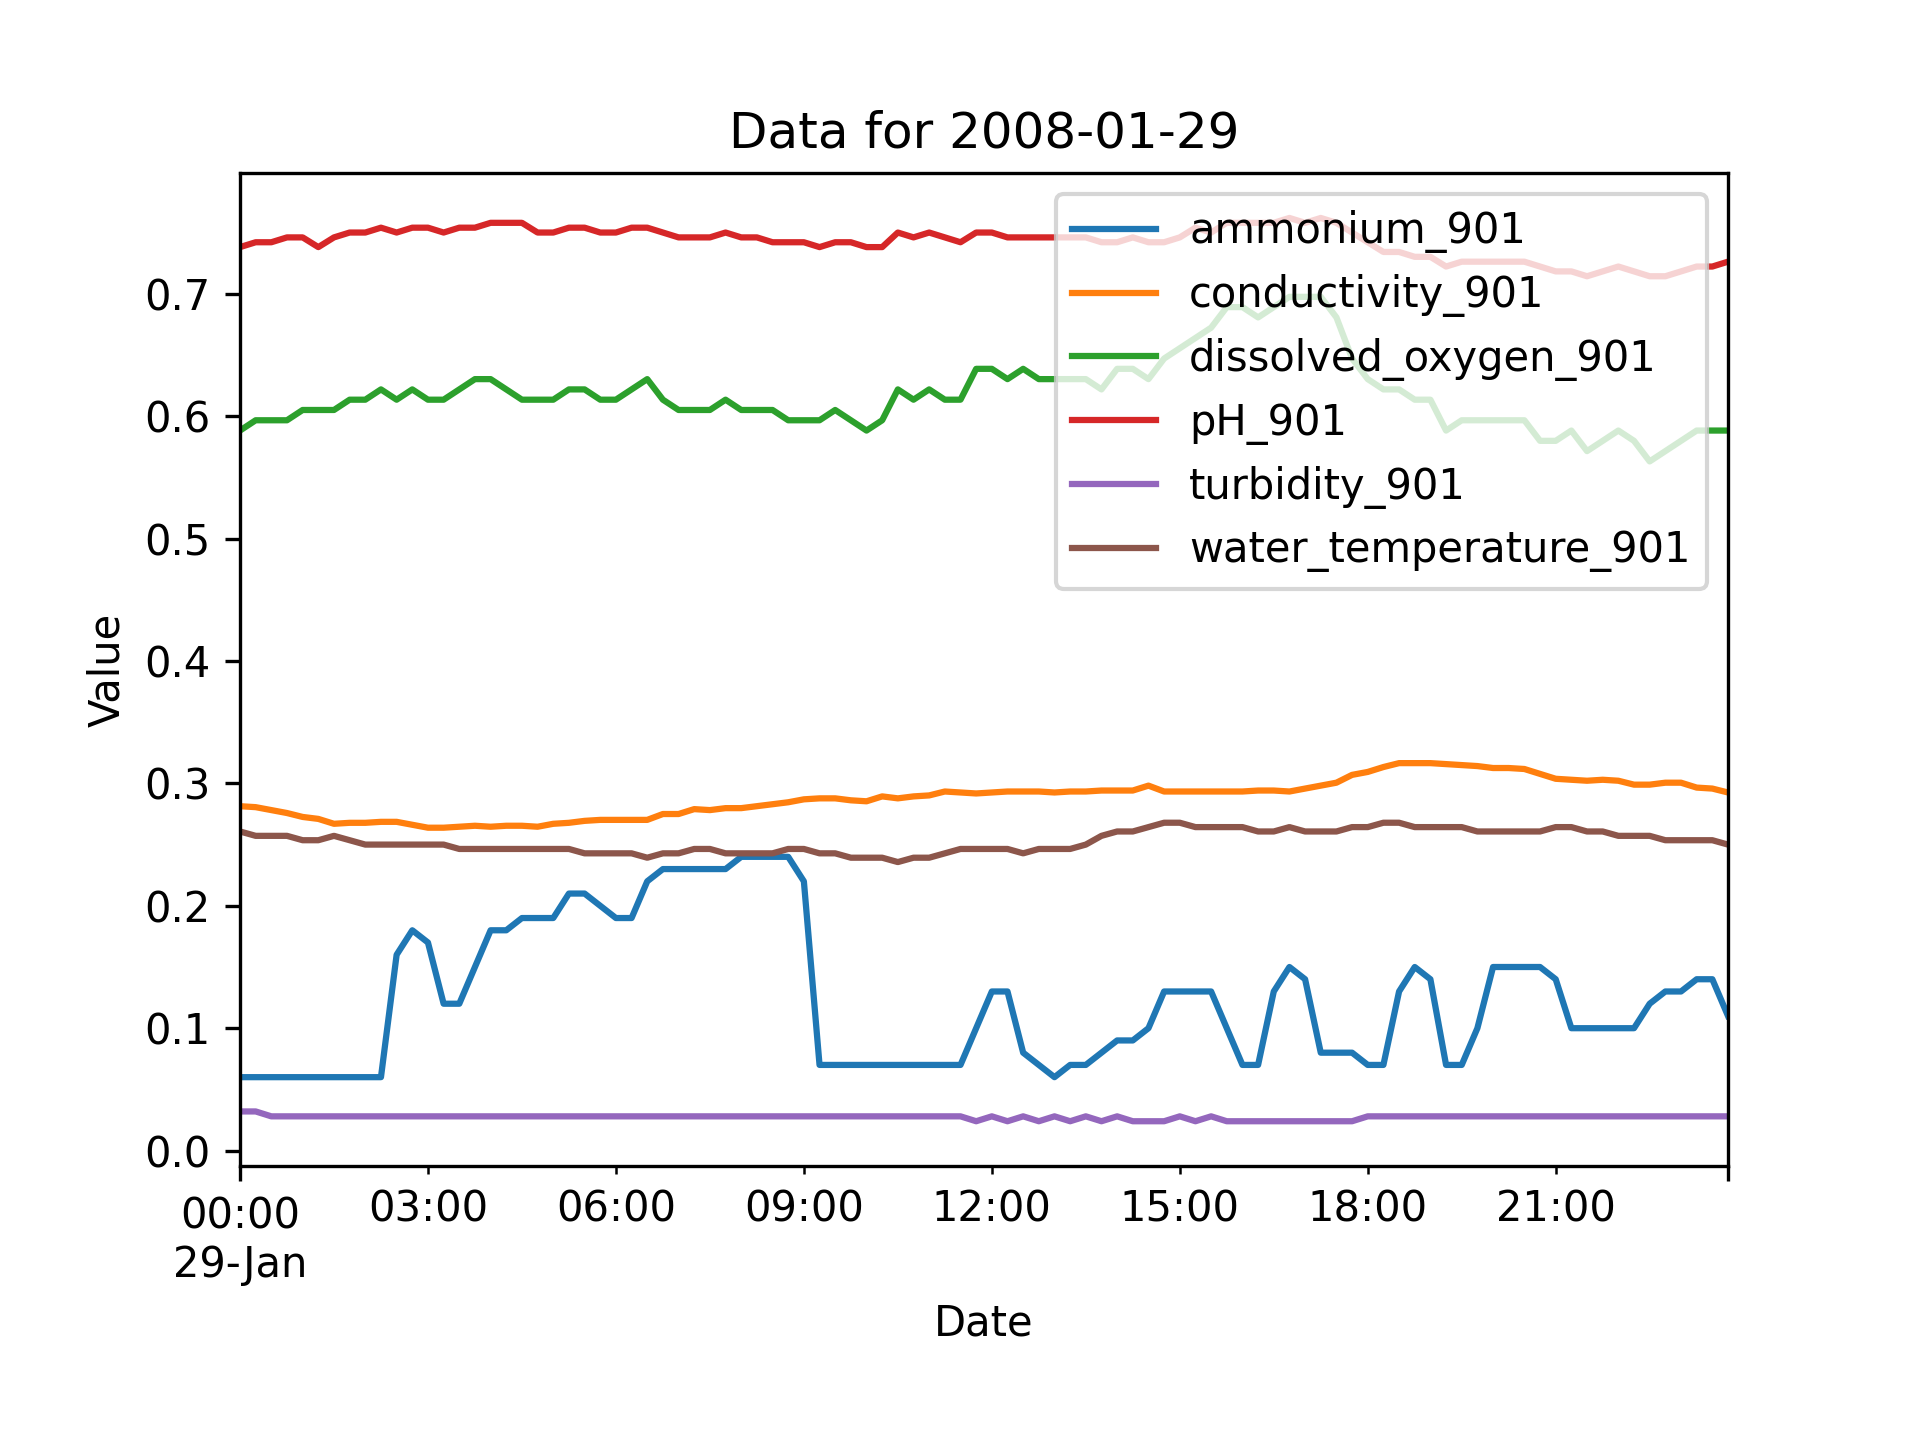 Data for 2008-01-29
ammonium_901
conductivity_901
dissolved_oxygen_901
pH_901
turbidity_901
water_temperature_901
Value
0.7
0.6
0.5
0.4
0.3
0.2
0.1
0.0
00:00 03:00 06:00 09:00 12:00 15:00 18:00 21:00
29-Jan
Date